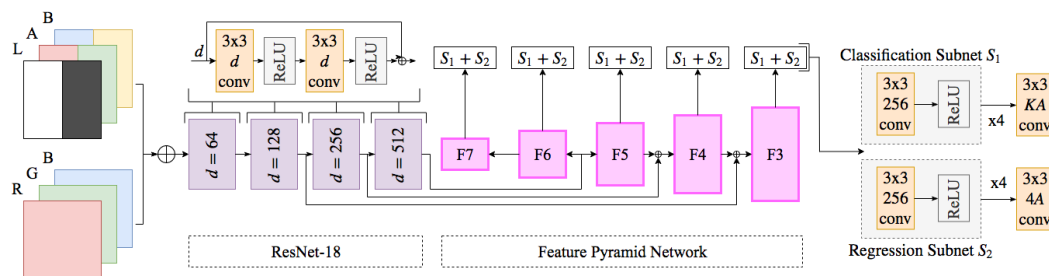 B
A
L
B
G
R
d
3x3
d
conv
ReLU
3x3
d
conv
ReLU
d = 64
d = 128
d = 256
d = 512
ResNet-18
S₁ + S₂
S₁ + S₂
S₁ + S₂
S₁ + S₂
S₁ + S₂
F7
F6
F5
F4
F3
Feature Pyramid Network
Classification Subnet S₁
3x3
256
conv
ReLU
x4
3x3
KA
conv
3x3
256
conv
ReLU
x4
3x3
4A
conv
Regression Subnet S₂